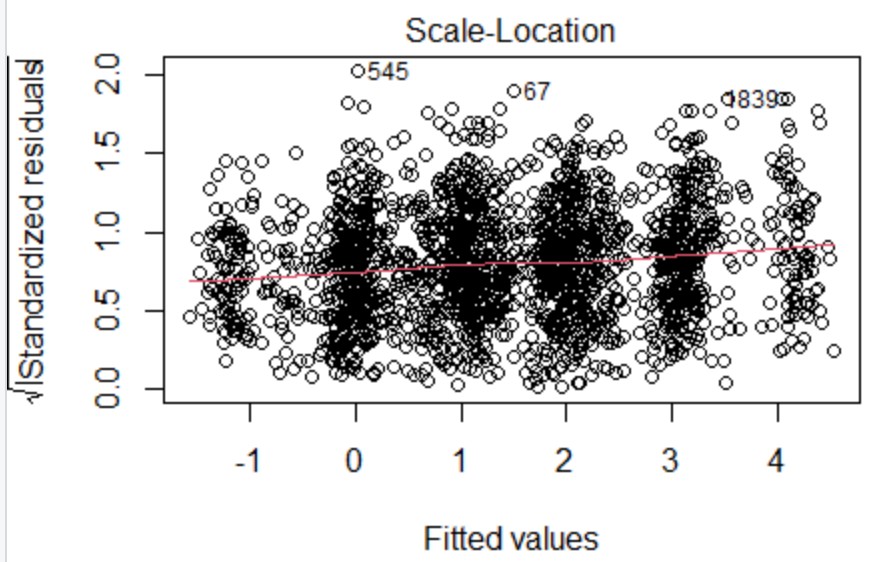 Scale-Location
√|Standardized residuals|
2.0
1.5
1.0
0.5
0.0
545
67
1839
-1 0 1 2 3 4
Fitted values